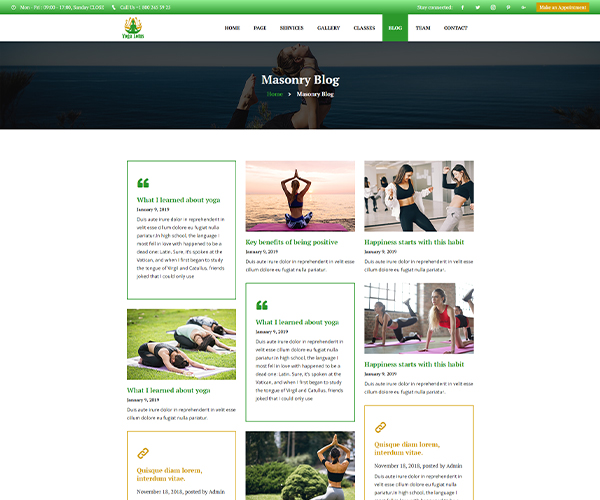 Mon - Fri : 09:00 - 17:00, Sunday CLOSE
Call Us +1 800 245 39 25
Stay connected:
Make an Appointment
Yoga Lotus
HOME
PAGE
SERVICES
GALLERY
CLASSES
BLOG
TEAM
CONTACT
Masonry Blog
Home > Masonry Blog
What I learned about yoga
January 9, 2019
Duis aute irure dolor in reprehenderit in
velit esse cillum dolore eu fugiat nulla
pariatur.In high school, the language I
most fell in love with happened to be a
dead one: Latin. Sure, it's spoken at the
Vatican, and when I first began to study
the tongue of Virgil and Catullus, friends
joked that I could only use
What I learned about yoga
January 9, 2019
Duis aute irure dolor in reprehenderit in velit esse
cillum dolore eu fugiat nulla pariatur.
Quisque diam lorem,
interdum vitae.
November 18, 2018, posted by Admin
Key benefits of being positive
January 9, 2019
Duis aute irure dolor in reprehenderit in velit esse
cillum dolore eu fugiat nulla pariatur.
What I learned about yoga
January 9, 2019
Duis aute irure dolor in reprehenderit in
velit esse cillum dolore eu fugiat nulla
pariatur.In high school, the language I
most fell in love with happened to be a
dead one: Latin. Sure, it's spoken at the
Vatican, and when I first began to study
the tongue of Virgil and Catullus, friends
joked that I could only use
Happiness starts with this habit
January 9, 2019
Duis aute irure dolor in reprehenderit in velit esse
cillum dolore eu fugiat nulla pariatur.
Happiness starts with this habit
January 9, 2019
Duis aute irure dolor in reprehenderit in velit esse
cillum dolore eu fugiat nulla pariatur.
Quisque diam lorem,
interdum vitae.
November 18, 2018, posted by Admin
Duis aute irure dolor in reprehenderit in
velit esse cillum dolore eu fugiat nulla